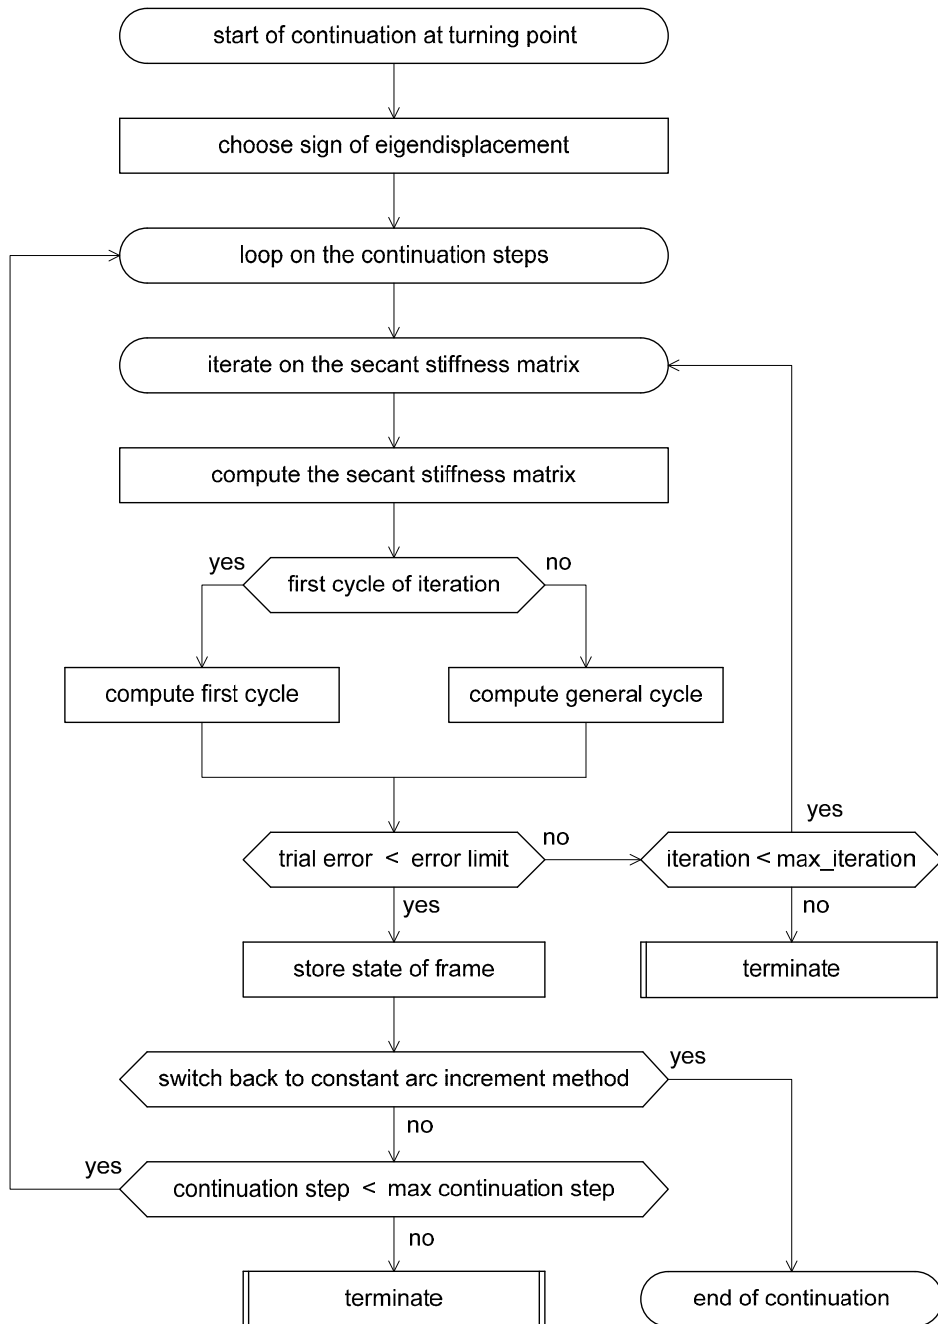 start of continuation at turning point
choose sign of eigendisplacement
loop on the continuation steps
iterate on the secant stiffness matrix
compute the secant stiffness matrix
yes
first cycle of iteration
no
compute first cycle
compute general cycle
yes
trial error < error limit
no
iteration < max_iteration
yes
no
store state of frame
terminate
switch back to constant arc increment method
yes
no
yes
continuation step < max continuation step
no
terminate
end of continuation